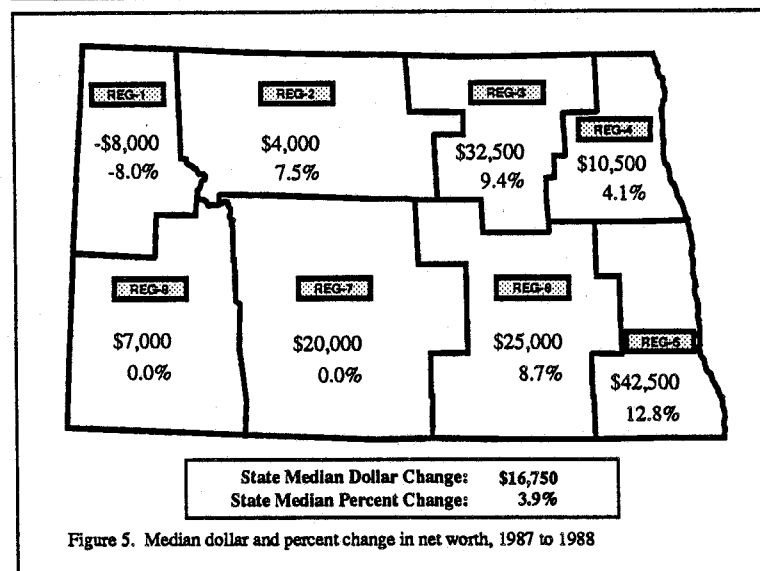 REG-1
-$8,000
-8.0%
REG-2
$4,000
7.5%
REG-3
$32,500
9.4%
REG-4
$10,500
4.1%
REG-8
$7,000
0.0%
REG-7
$20,000
0.0%
REG-6
$25,000
8.7%
REG-5
$42,500
12.8%
State Median Dollar Change: $16,750
State Median Percent Change: 3.9%
Figure 5. Median dollar and percent change in net worth, 1987 to 1988